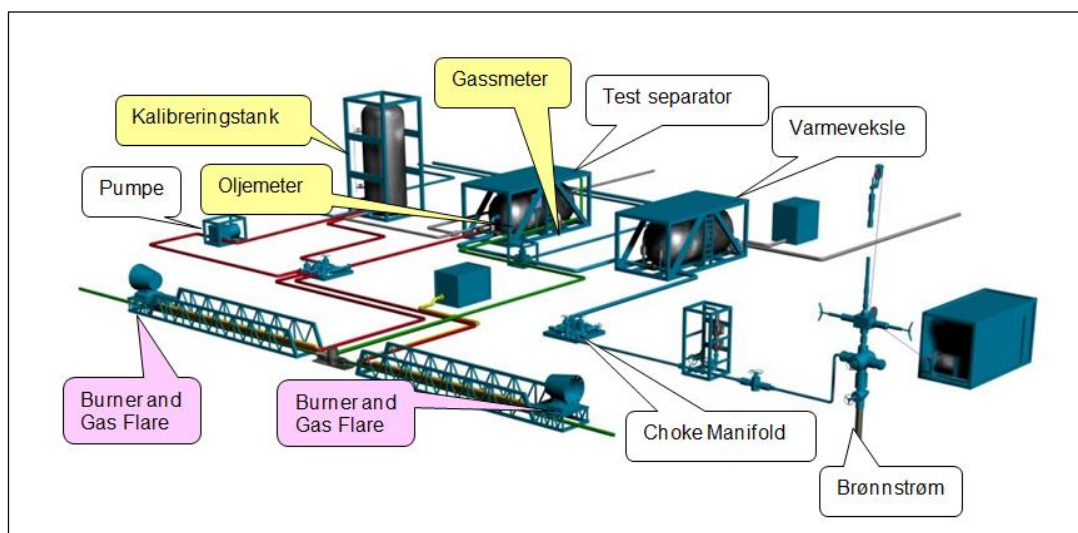 Gassmeter
Test separator
Kalibreringstank
Varmeveksle
Pumpe
Oljemeter
Burner and
Gas Flare
Burner and
Gas Flare
Choke Manifold
Brønnstrøm